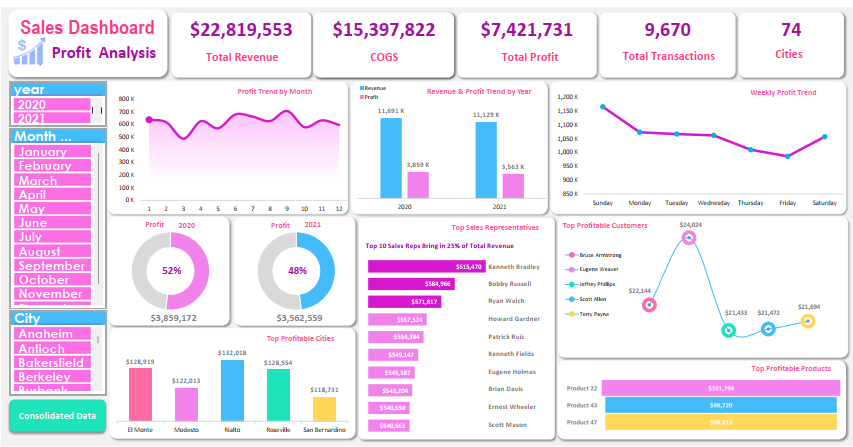 Sales Dashboard
$
Profit Analysis
$22,819,553
Total Revenue
$15,397,822
COGS
$7,421,731
Total Profit
9,670
Total Transactions
74
Cities
year
2020
2021
Month ...
January
February
March
April
May
June
July
August
September
October
November
City
Anaheim
Antioch
Bakersfield
Berkeley
Burbank
Consolidated Data
Profit Trend by Month
800 K
700 K
600 K
500 K
400 K
300 K
200 K
100 K
0 K
1 2 3 4 5 6 7 8 9 10 11 12
Revenue
Profit
Revenue & Profit Trend by Year
11,691 K
3,859 K
11,129 K
3,563 K
2020 2021
Weekly Profit Trend
1,200 K
1,150 K
1,100 K
1,050 K
1,000 K
950 K
900 K
850 K
Sunday Monday Tuesday Wednesday Thursday Friday Saturday
Profit 2020
52%
$3,859,172
Profit 2021
48%
$3,562,559
Top Sales Representatives
Top 10 Sales Reps Bring in 25% of Total Revenue
$615,470 Kenneth Bradley
$584,966 Bobby Russell
$571,817 Ryan Welch
$557,524 Howard Gardner
$554,384 Patrick Ruiz
$549,147 Kenneth Fields
$545,587 Eugene Holmes
$543,204 Brian Davis
$540,650 Ernest Wheeler
$540,563 Scott Mason
Top Profitable Customers
Bruce Armstrong
Eugene Weaver
Jeffrey Phillips
Scott Allen
Terry Payne
$22,144
$24,024
$21,433
$21,472
$21,694
Top Profitable Cities
$128,919
$122,013
$132,018
$128,554
$118,731
El Monte Modesto Rialto Roseville San Bernardino
Top Profitable Products
Product 22 $101,794
Product 43 $98,720
Product 47